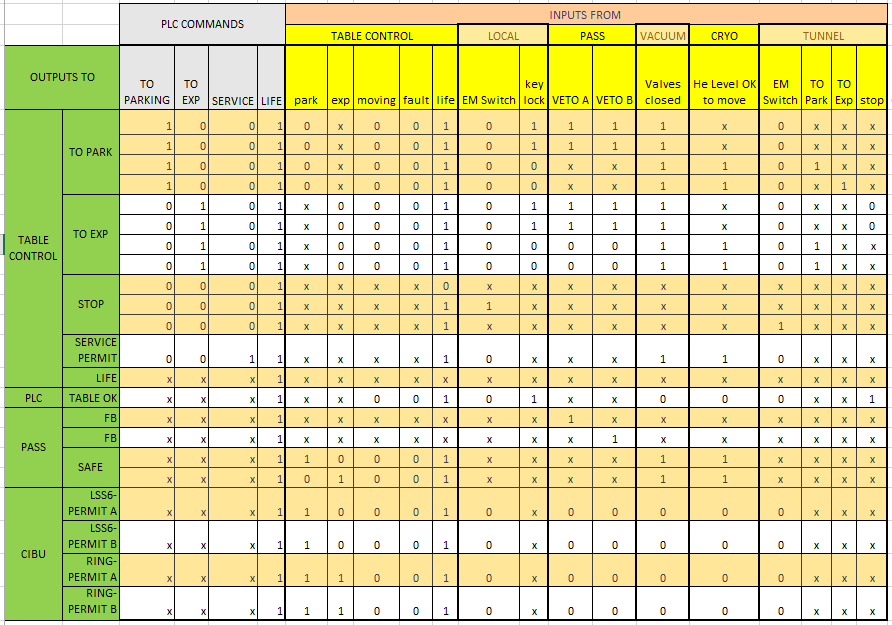 PLC COMMANDS INPUTS FROM
TABLE CONTROL LOCAL PASS VACUUM CRYO TUNNEL
OUTPUTS TO TO PARKING TO EXP SERVICE LIFE park exp moving fault life EM Switch key lock VETO A VETO B Valves closed He Level OK to move EM Switch TO Park TO Exp stop
TABLE CONTROL
TO PARK
1 0 0 1 0 x 0 0 1 0 1 1 1 1 x 0 x x x
1 0 0 1 0 x 0 0 1 0 1 1 1 1 x 0 x x x
1 0 0 1 0 x 0 0 1 0 0 x x 1 1 0 1 x x
1 0 0 1 0 x 0 0 1 0 0 x x 1 1 0 x 1 x
TO EXP
0 1 0 1 x 0 0 0 1 0 1 1 1 1 x 0 x x 0
0 1 0 1 x 0 0 0 1 0 1 1 1 1 x 0 x x 0
0 1 0 1 x 0 0 0 1 0 0 0 0 1 1 0 1 x x
0 1 0 1 x 0 0 0 1 0 0 0 0 1 1 0 1 x x
STOP
0 0 0 1 x x x x 0 x x x x x x x x x x
0 0 0 1 x x x x 1 1 x x x x x x x x x
0 0 0 1 x x x x 1 x x x x x x 1 x x x
SERVICE PERMIT
0 0 1 1 x x x x 1 0 x x x 1 1 0 x x x
LIFE x x x 1 x x x x x x x x x x x x x x x
PLC TABLE OK x x x 1 x x 0 0 1 0 1 x x 0 0 0 x x 1
PASS
FB x x x 1 x x x x x x x 1 x x x x x x x
FB x x x 1 x x x x x x x x 1 x x x x x x
SAFE
x x x 1 1 0 0 0 1 x x x x 1 1 x x x x
x x x 1 0 1 0 0 1 x x x x 1 1 x x x x
CIBU
LSS6-
PERMIT A x x x 1 1 0 0 0 1 0 x 0 0 0 0 0 x x x
LSS6-
PERMIT B x x x 1 1 0 0 0 1 0 x 0 0 0 0 0 x x x
RING-
PERMIT A x x x 1 1 1 0 0 1 0 x 0 0 0 0 0 x x x
RING-
PERMIT B x x x 1 1 1 0 0 1 0 x 0 0 0 0 0 x x x